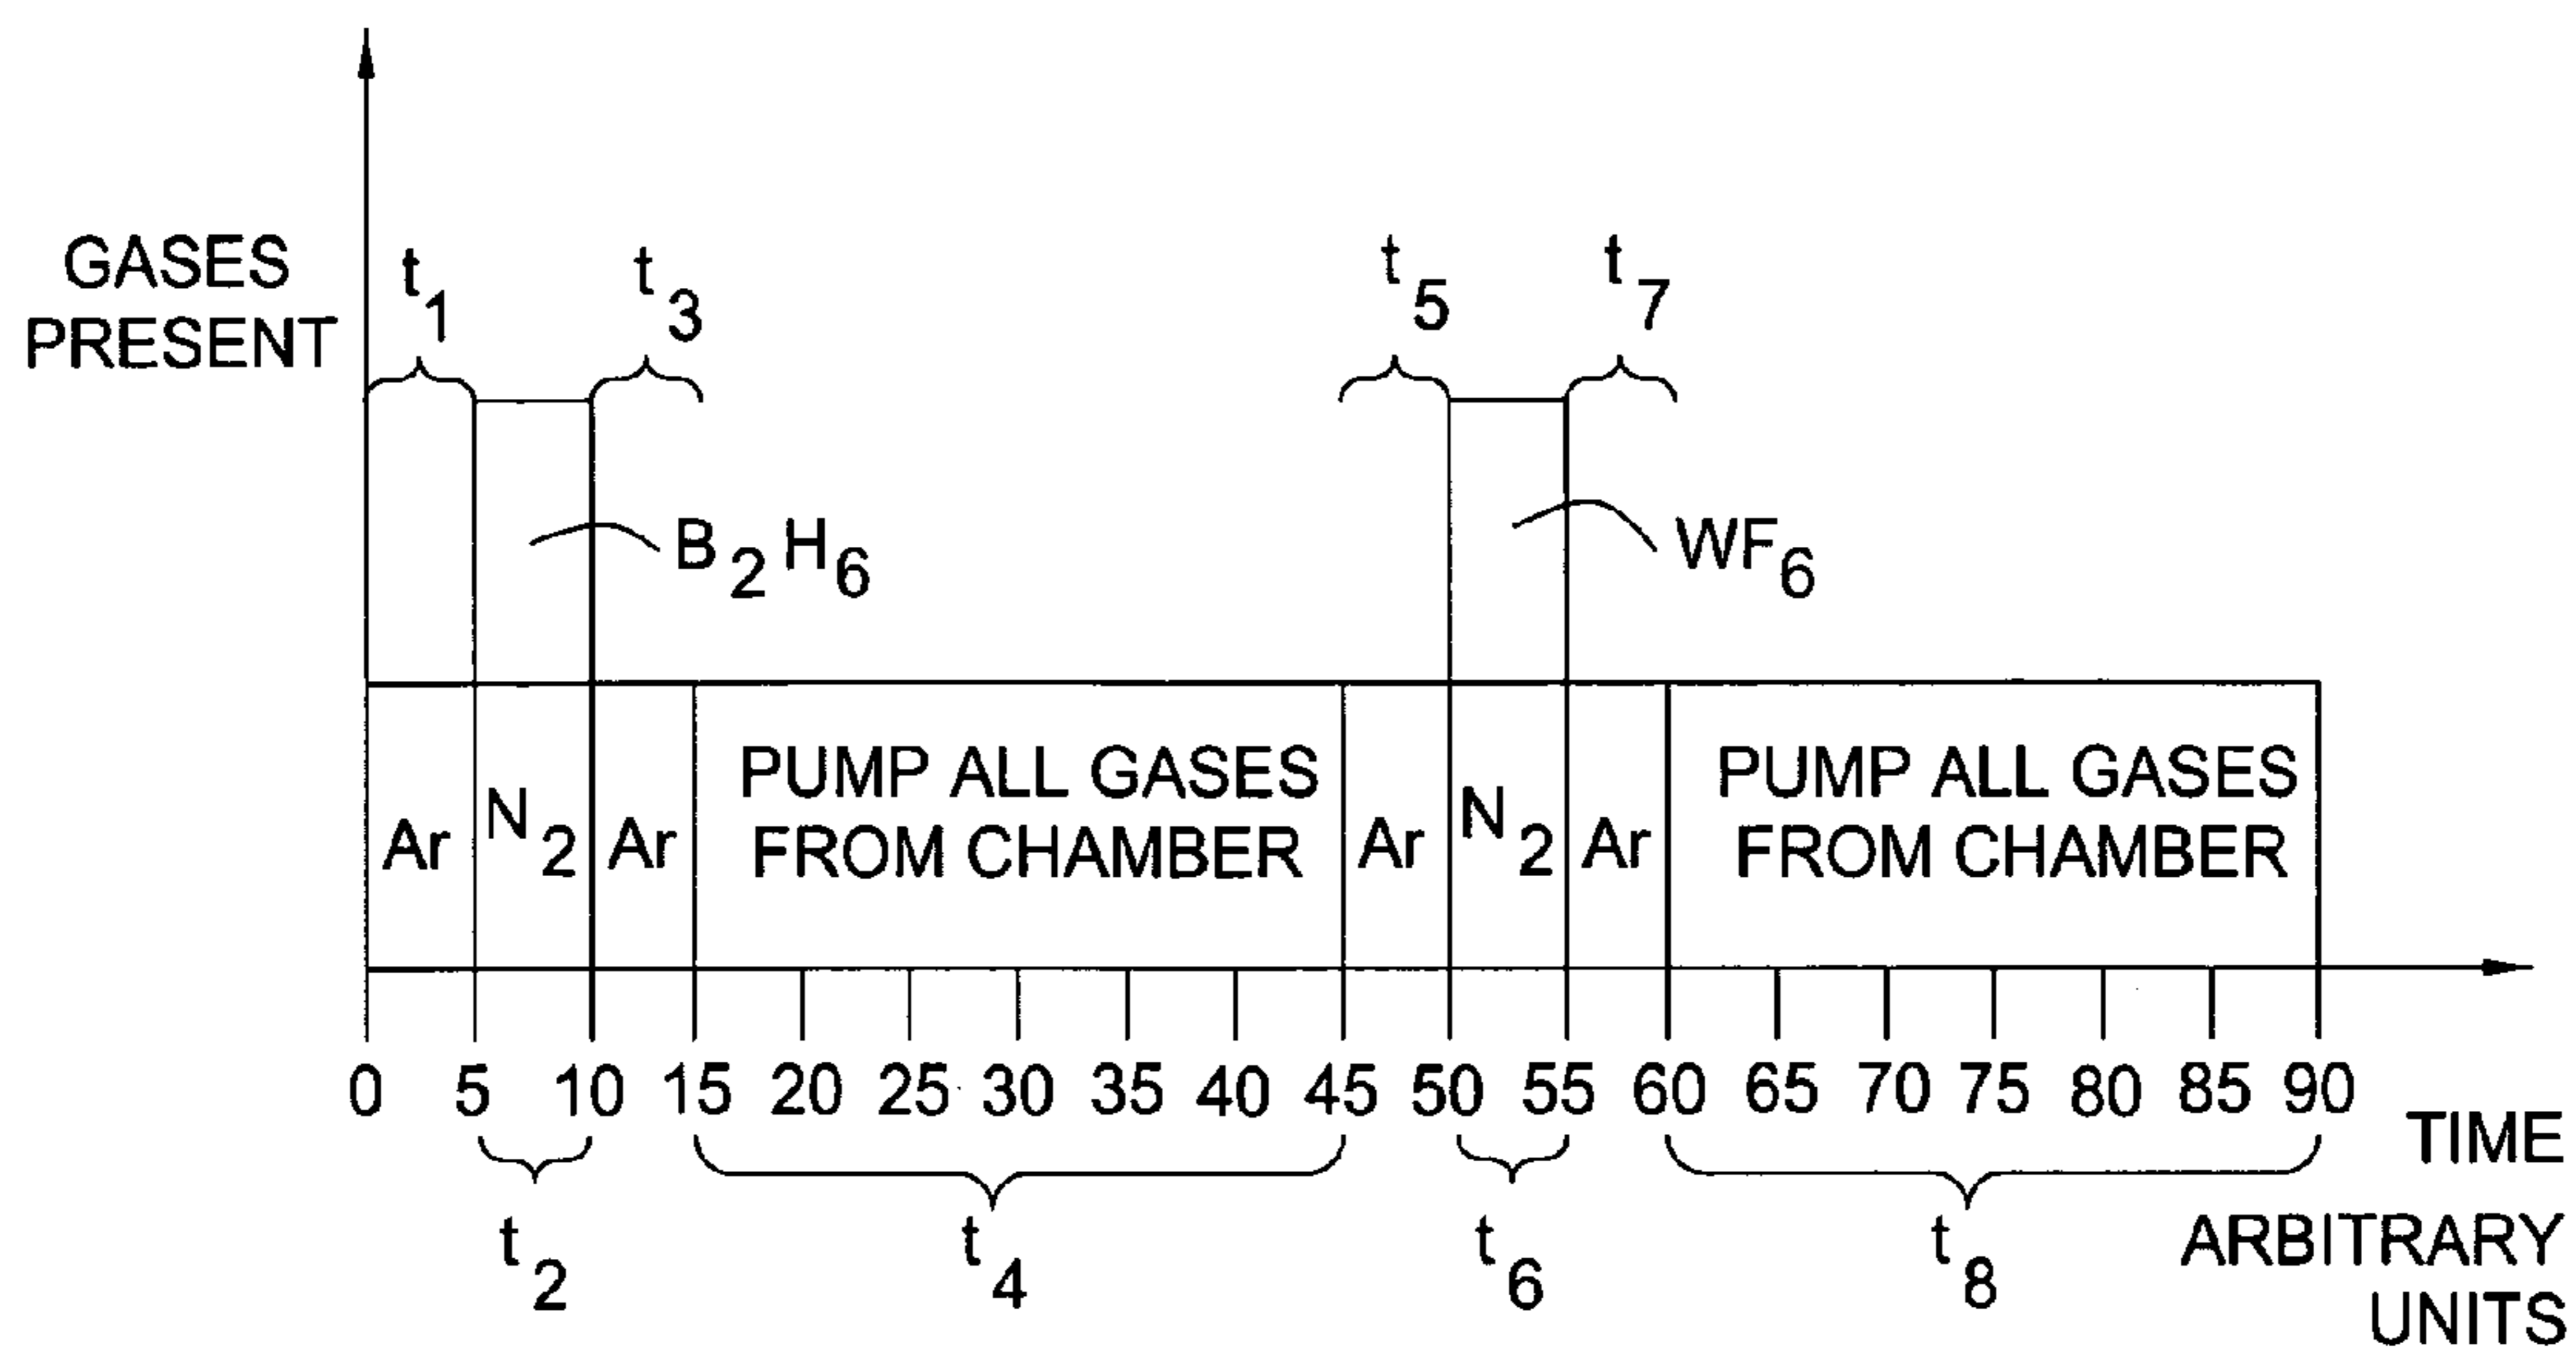 GASES
PRESENT
t1
t3
t5
t7
B2H6
WF6
Ar
N2
Ar
PUMP ALL GASES
FROM CHAMBER
Ar
N2
Ar
PUMP ALL GASES
FROM CHAMBER
0 5 10 15 20 25 30 35 40 45 50 55 60 65 70 75 80 85 90
TIME
ARBITRARY
UNITS
t2
t4
t6
t8